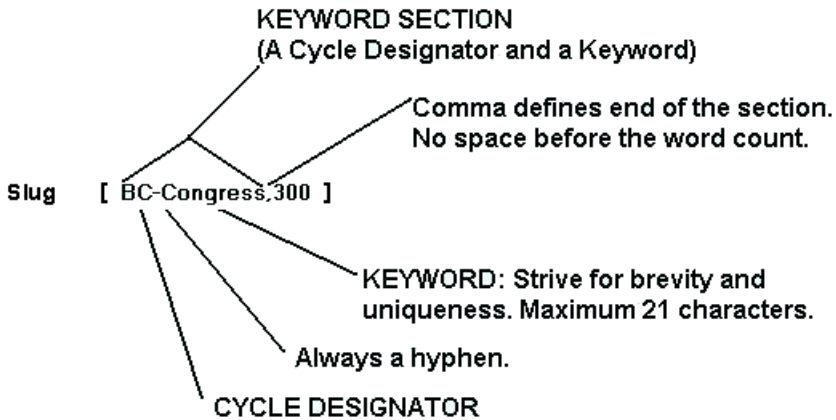 KEYWORD SECTION
(A Cycle Designator and a Keyword)
Comma defines end of the section.
No space before the word count.
Slug [ BC-Congress,300 ]
KEYWORD: Strive for brevity and
uniqueness. Maximum 21 characters.
Always a hyphen.
CYCLE DESIGNATOR